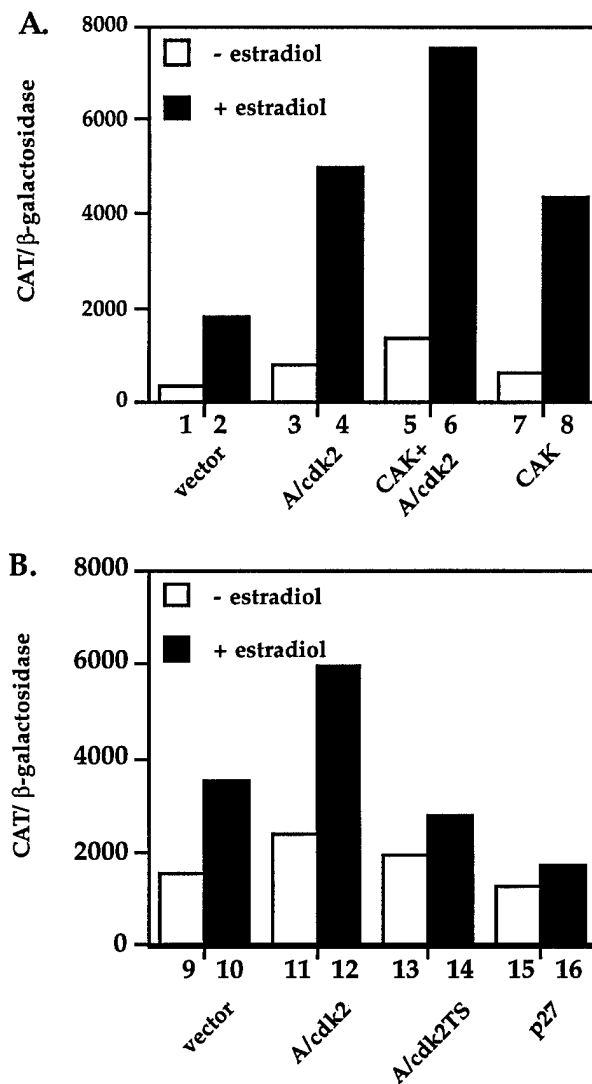 A.
8000
6000
4000
2000
0
CAT/β-galactosidase
- estradiol
+ estradiol
1 2 3 4 5 6 7 8
vector
A/cdk2
CAK+
A/cdk2
CAK
B.
8000
6000
4000
2000
0
CAT/β-galactosidase
- estradiol
+ estradiol
9 10 11 12 13 14 15 16
vector
A/cdk2
A/cdk2TS
p27